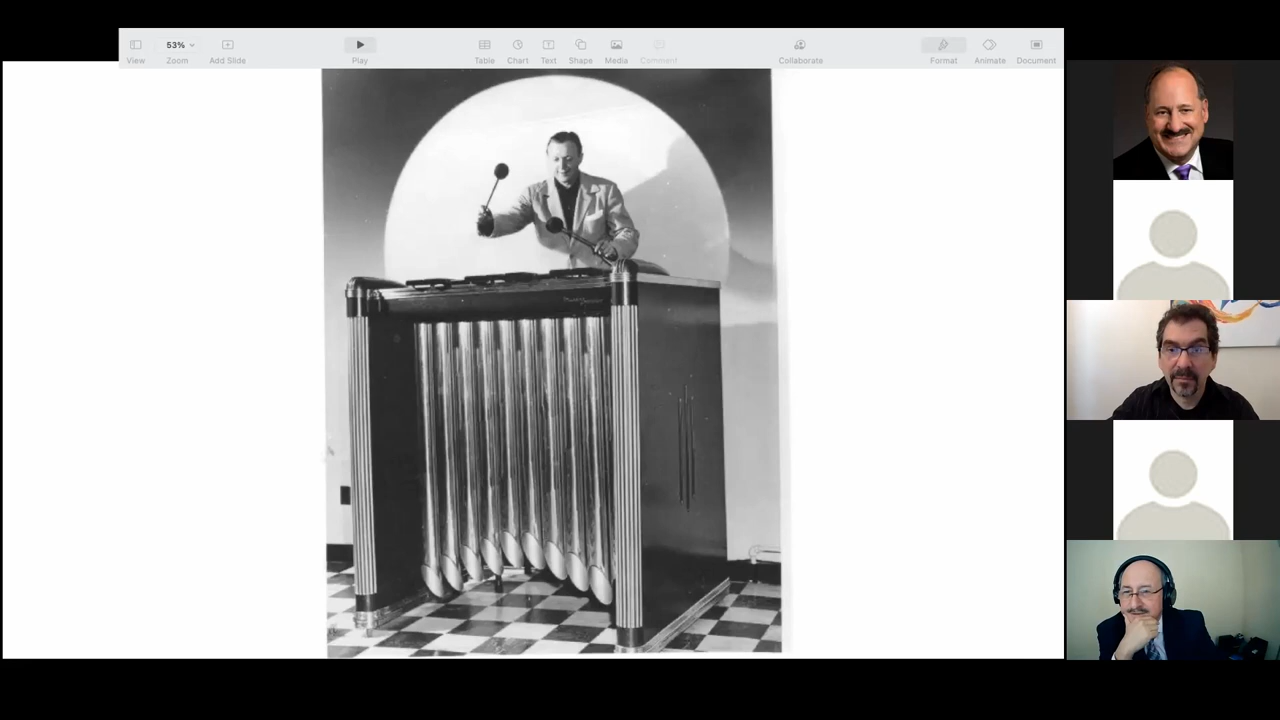 53%
View
Zoom
Add Slide
Play
Table
Chart
Text
Shape
Media
Comment
Collaborate
Format
Animate
Document